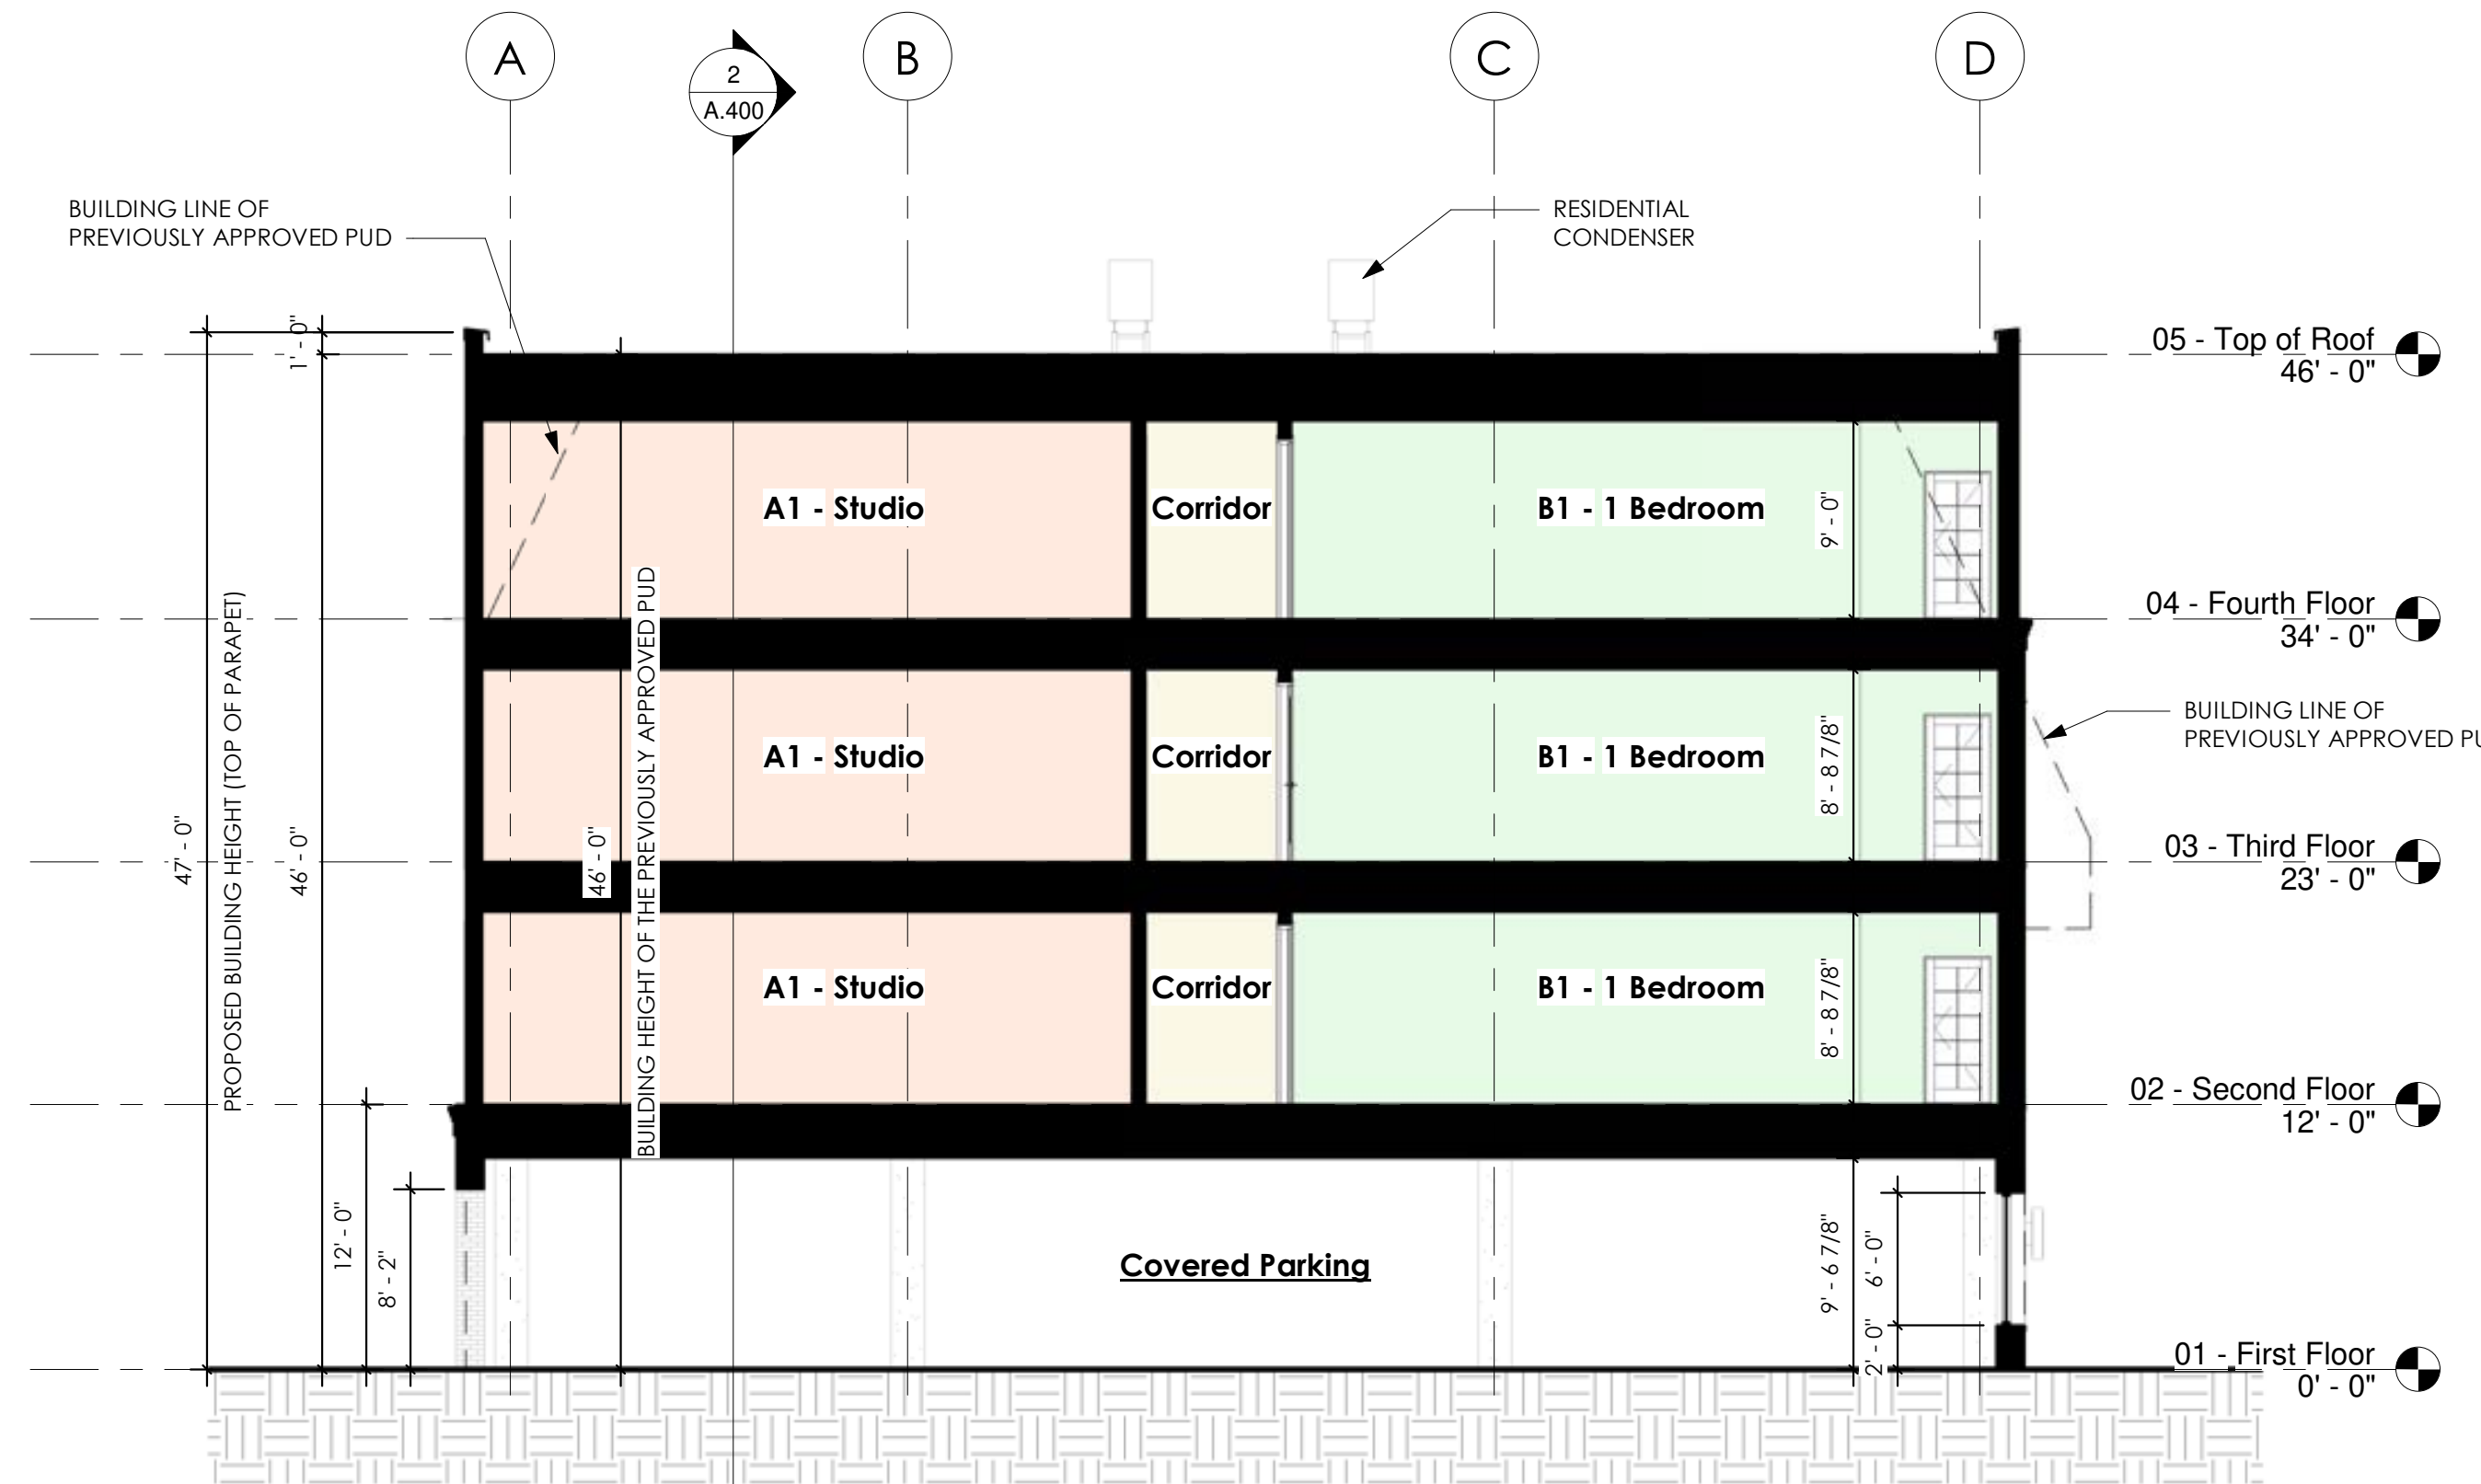 A
B
C
D
2
A.400
BUILDING LINE OF
PREVIOUSLY APPROVED PUD
RESIDENTIAL
CONDENSER
1' - 0"
05 - Top of Roof
46' - 0"
A1 - Studio
Corridor
B1 - 1 Bedroom
9' - 0"
04 - Fourth Floor
34' - 0"
BUILDING LINE OF
PREVIOUSLY APPROVED PU
A1 - Studio
Corridor
B1 - 1 Bedroom
8' - 8 7/8"
47' - 0"
PROPOSED BUILDING HEIGHT (TOP OF PARAPET)
46' - 0"
46' - 0"
BUILDING HEIGHT OF THE PREVIOUSLY APPROVED PUD
03 - Third Floor
23' - 0"
A1 - Studio
Corridor
B1 - 1 Bedroom
8' - 8 7/8"
02 - Second Floor
12' - 0"
12' - 0"
8' - 2"
Covered Parking
9' - 6 7/8"
6' - 0"
2' - 0"
01 - First Floor
0' - 0"